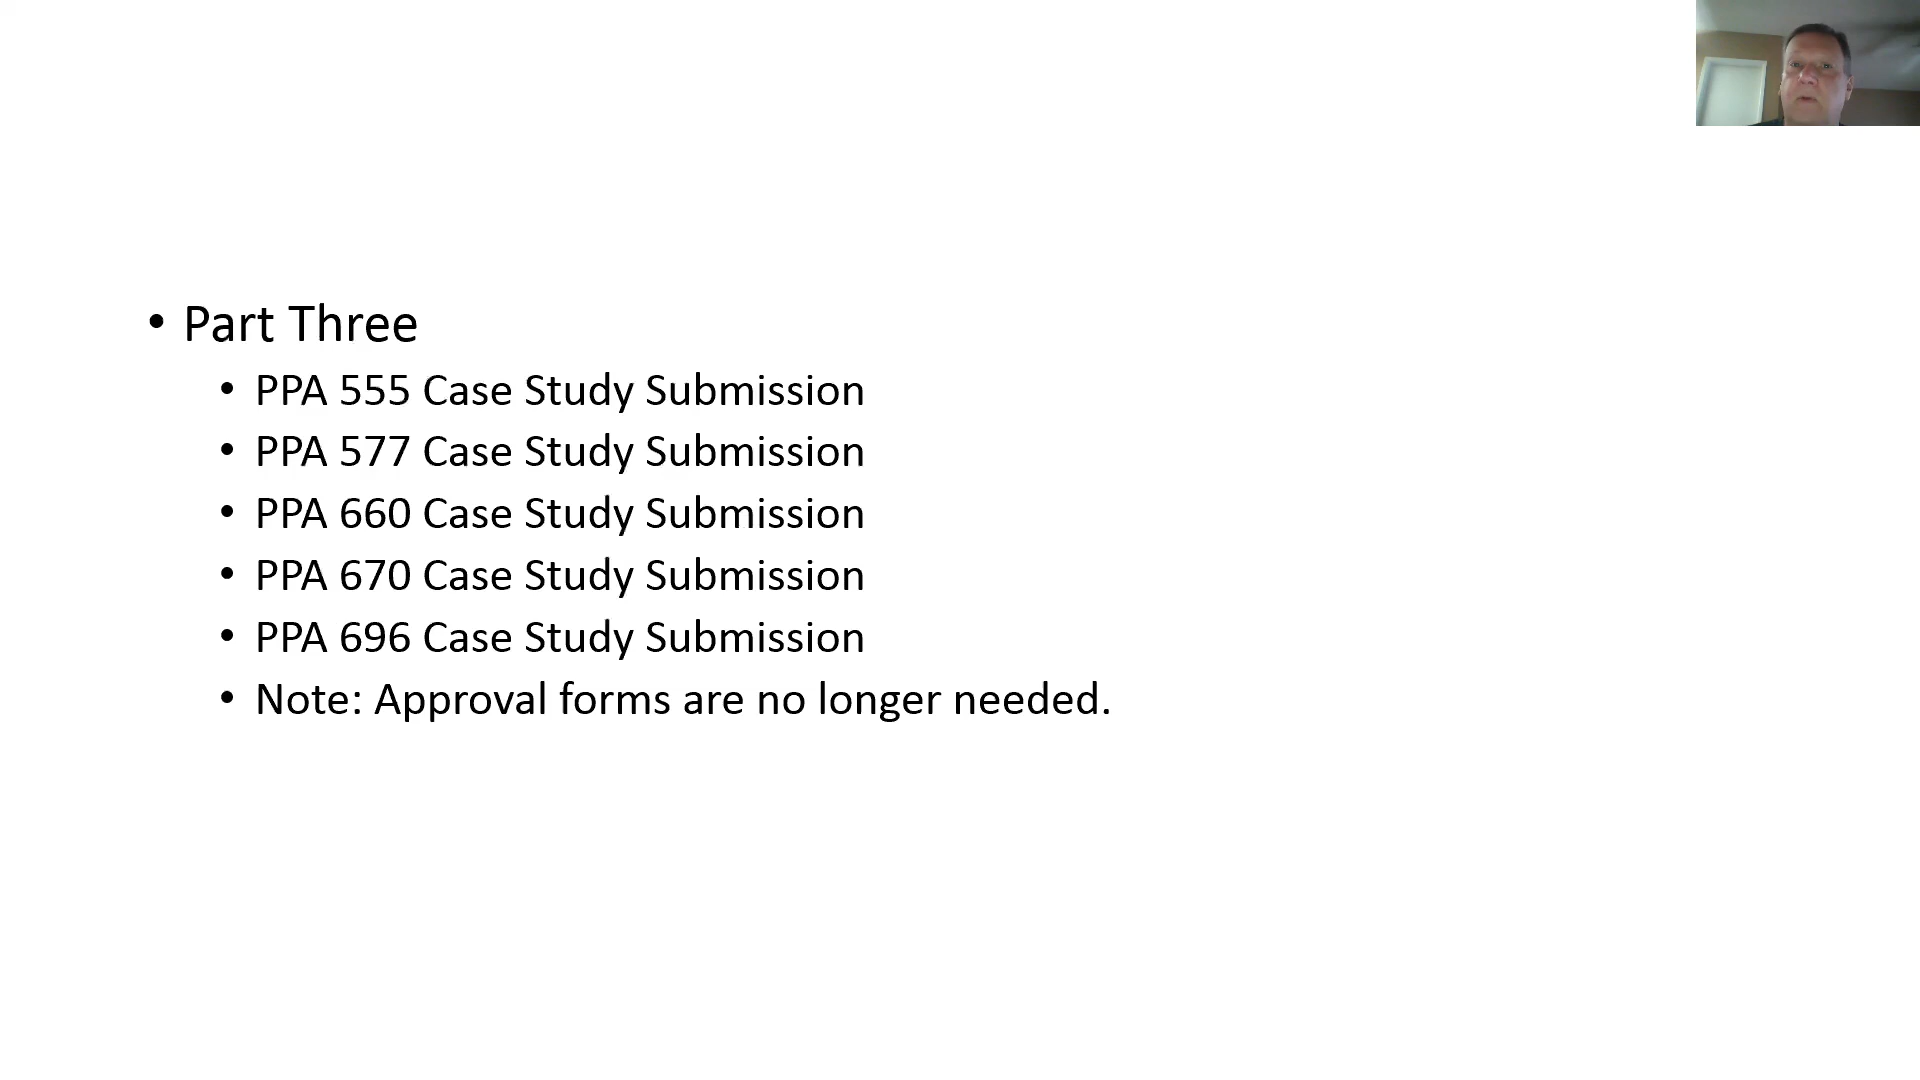 • Part Three
• PPA 555 Case Study Submission
• PPA 577 Case Study Submission
• PPA 660 Case Study Submission
• PPA 670 Case Study Submission
• PPA 696 Case Study Submission
• Note: Approval forms are no longer needed.